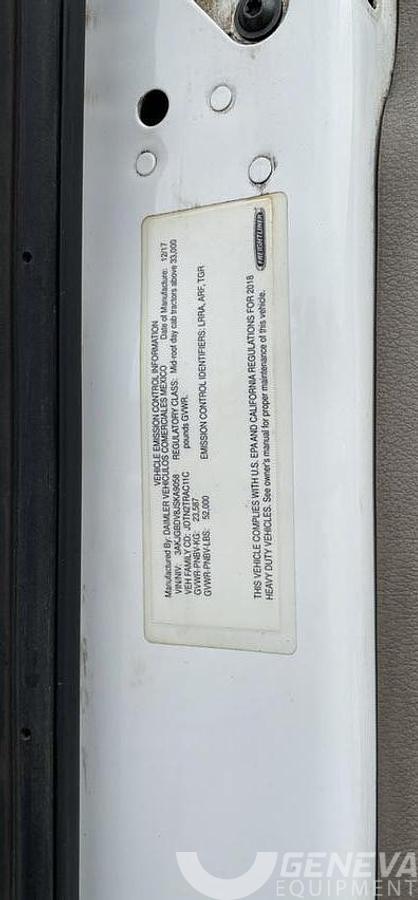 VEHICLE EMISSION CONTROL INFORMATION
Manufactured By: DAIMLER VEHICULOS COMERCIALES MEXICO Date of Manufacture: 12/17
VIN/NIV: 3AKJGBDV8JSKA9058 REGULATORY CLASS: Mid-roof day cab tractors above 33,000
VEH FAMILY CD: JDTN2TRAC11C pounds GVWR.
GVWR-PNBV-KG: 23,587
GVWR-PNBV-LBS: 52,000 EMISSION CONTROL IDENTIFIERS: LRRA, ARF, TGR
THIS VEHICLE COMPLIES WITH U.S. EPA AND CALIFORNIA REGULATIONS FOR 2018
HEAVY DUTY VEHICLES. See owner's manual for proper maintenance of this vehicle.
FREIGHTLINER
GENEVA
EQUIPMENT